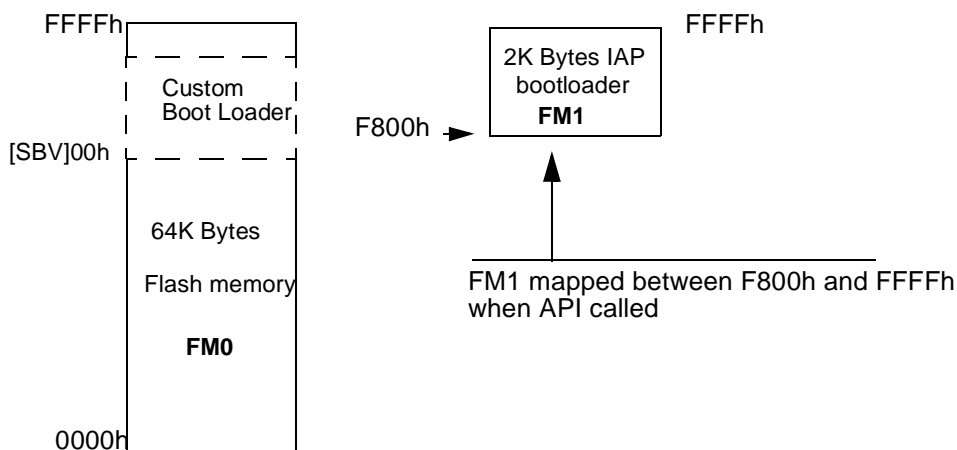 FFFFh
Custom
Boot Loader
[SBV]00h
64K Bytes
Flash memory
FM0
0000h
FFFFh
2K Bytes IAP
bootloader
FM1
F800h
FM1 mapped between F800h and FFFFh
when API called